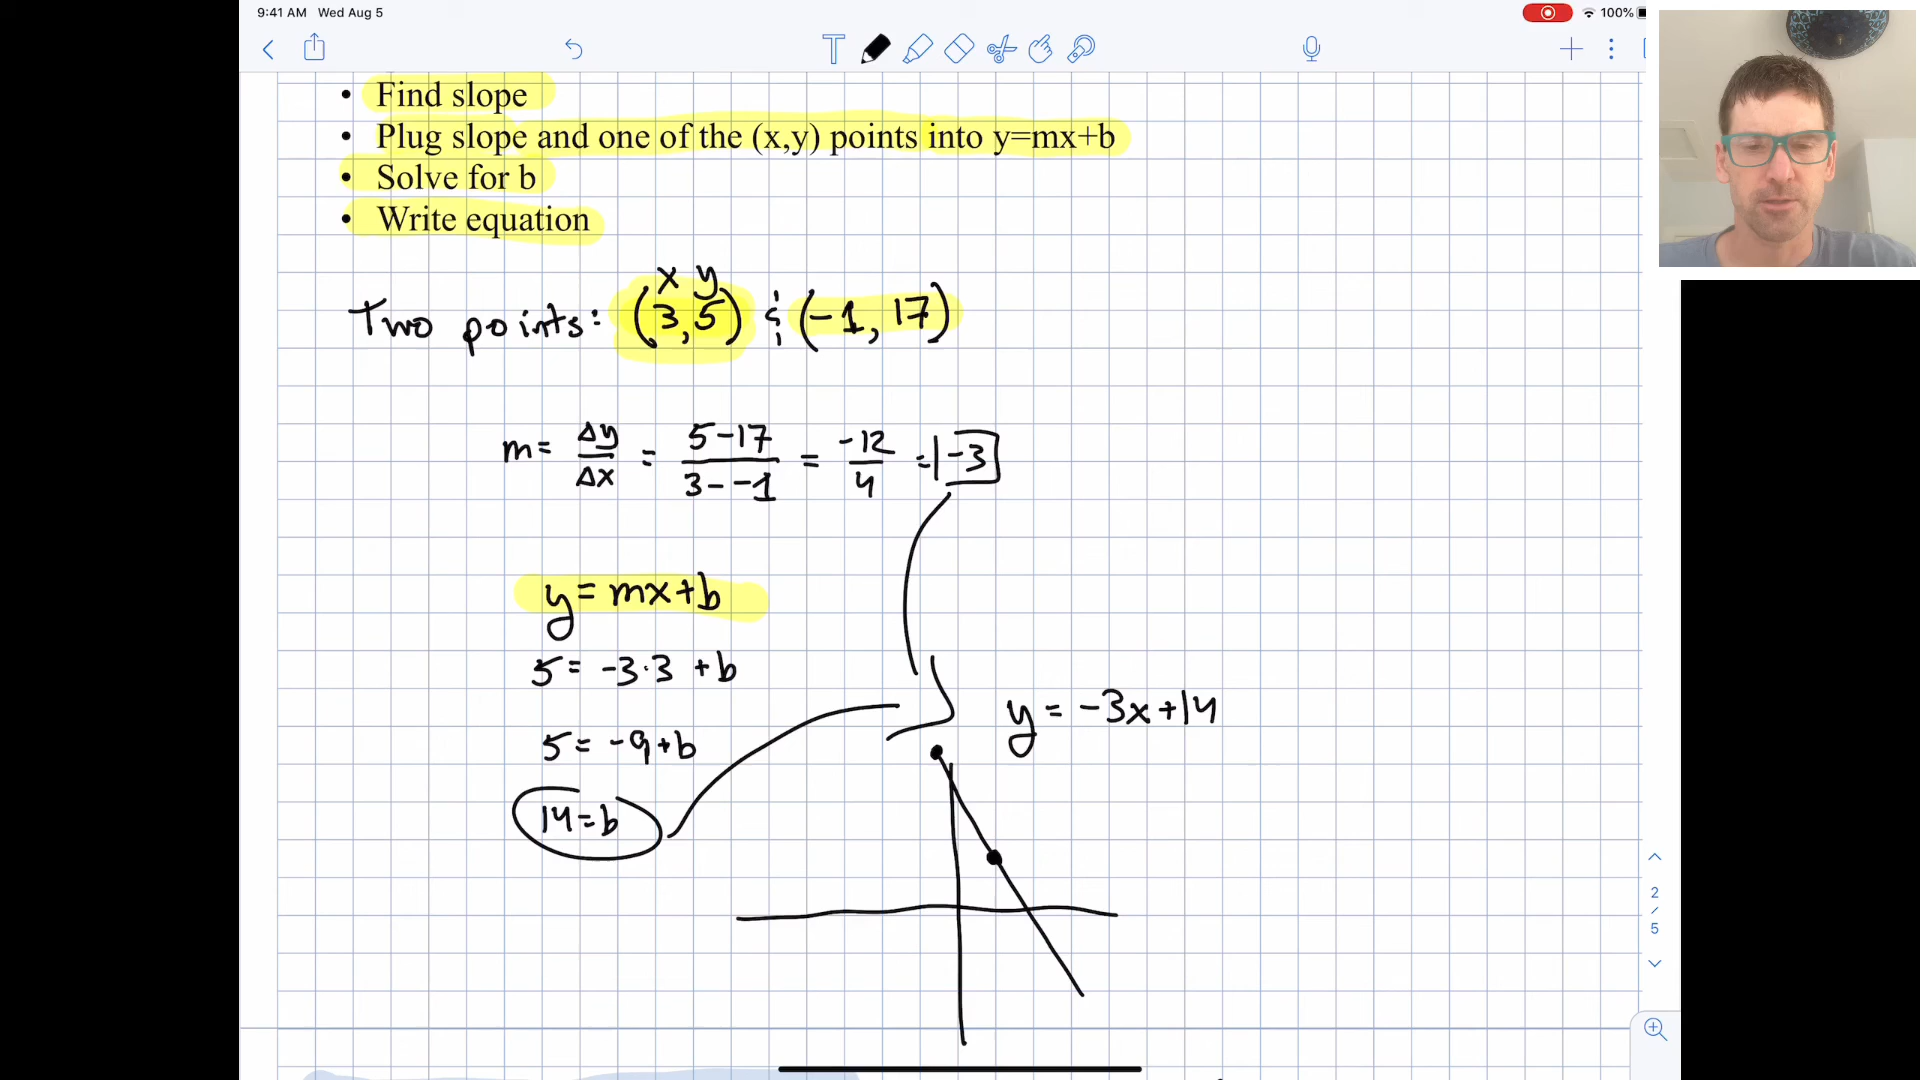 9:41 AM Wed Aug 5
100%
T
• Find slope
• Plug slope and one of the (x,y) points into y=mx+b
• Solve for b
• Write equation
x y
Two points: (3,5) & (-1, 17)
m = Δy/Δx = 5-17/3--1 = -12/4 = -3
y = mx+b
5 = -3·3 +b
5 = -9+b
14=b
y = -3x+14
2/5